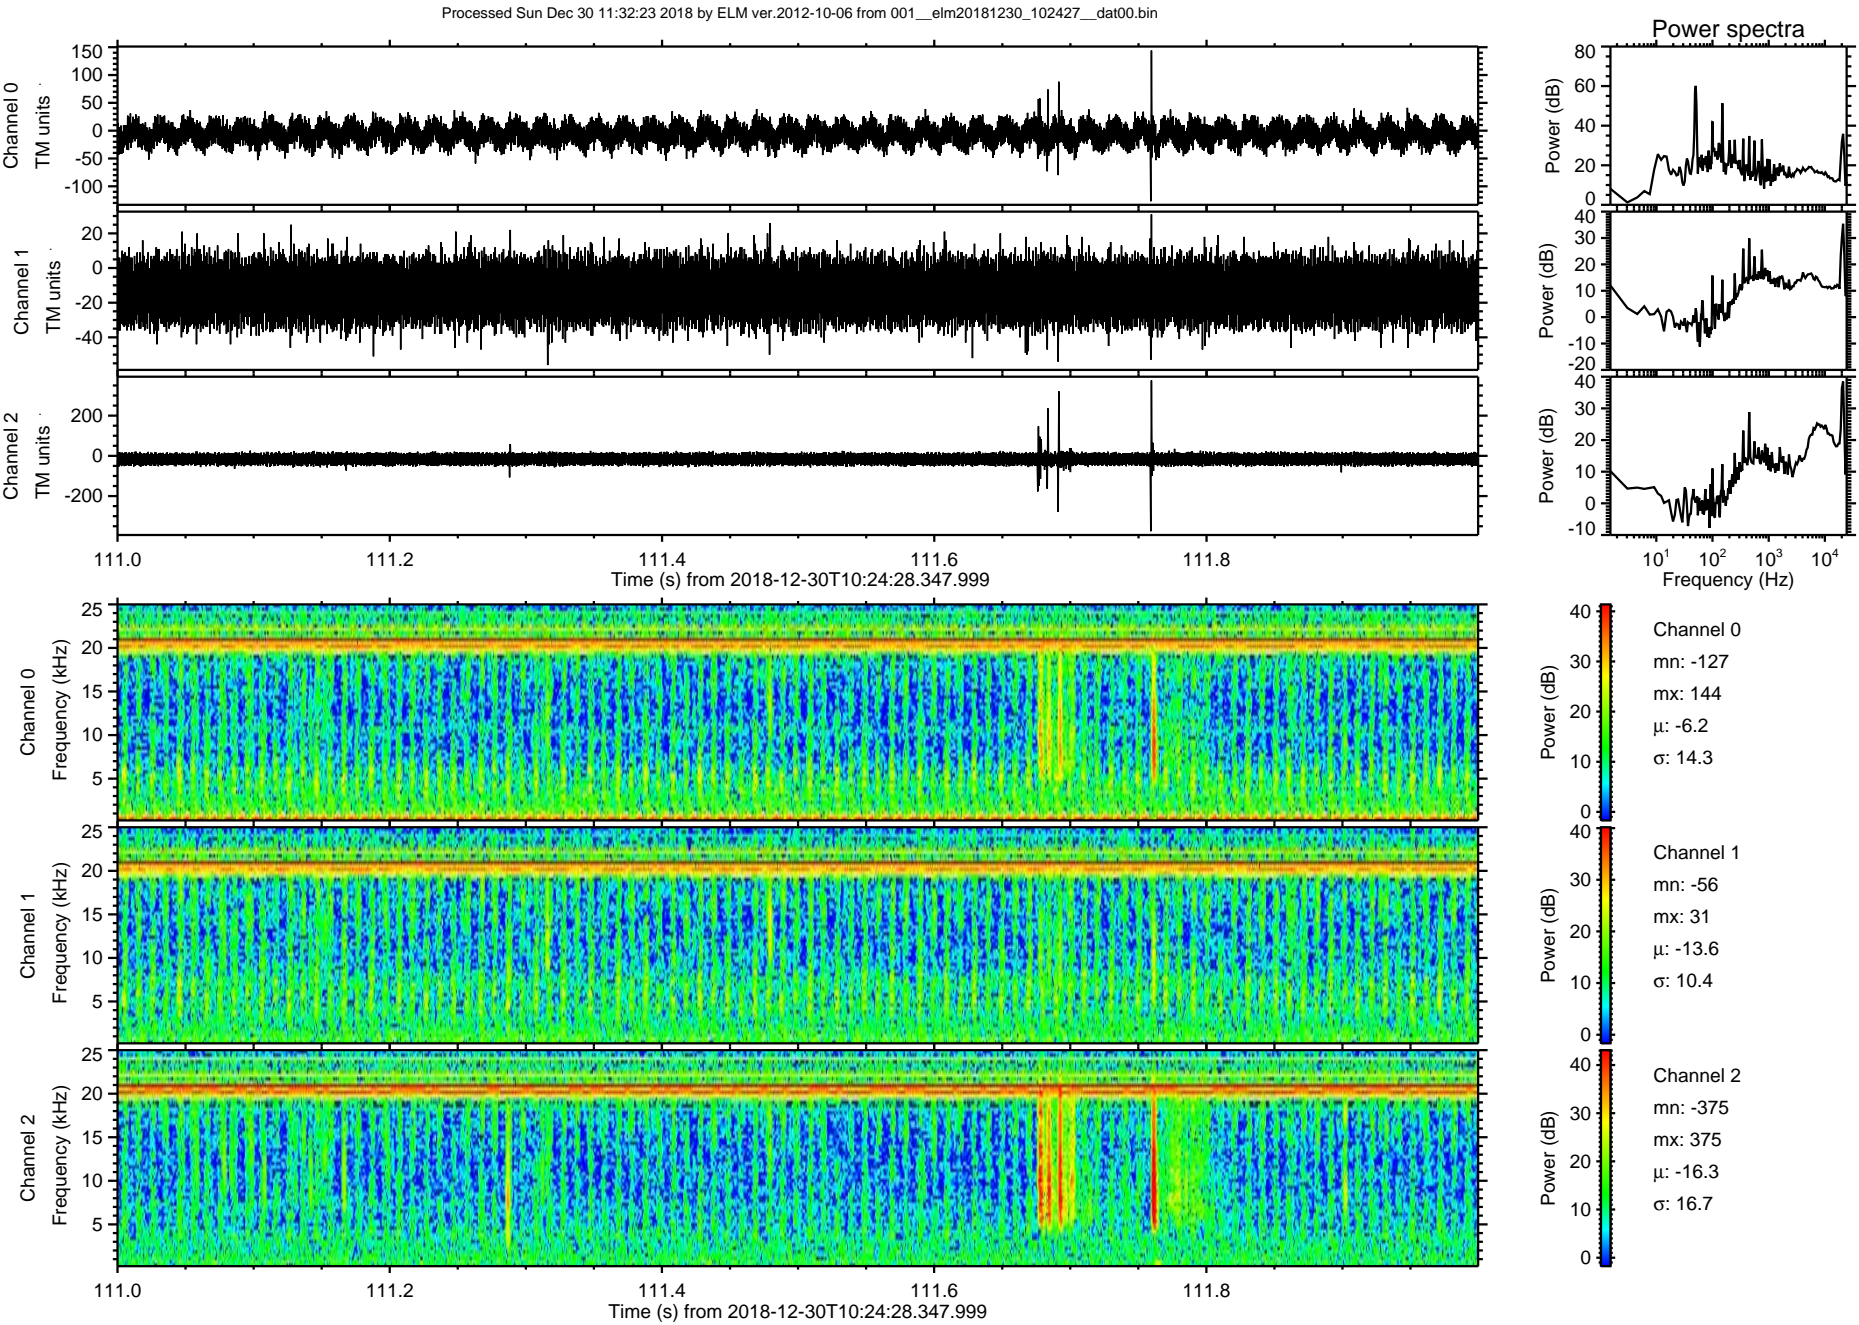 Processed Sun Dec 30 11:32:23 2018 by ELM ver.2012-10-06 from 001__elm20181230_102427__dat00.bin
Power spectra
Channel 0
TM units
150
100
50
0
-50
-100
Power (dB)
80
60
40
20
0
Channel 1
TM units
20
0
-20
-40
Power (dB)
40
30
20
10
0
-10
-20
Channel 2
TM units
200
0
-200
Power (dB)
40
30
20
10
0
-10
111.0 111.2 111.4 111.6 111.8
Time (s) from 2018-12-30T10:24:28.347.999
10^1 10^2 10^3 10^4
Frequency (Hz)
Channel 0
Frequency (kHz)
25
20
15
10
5
Power (dB)
40
30
20
10
0
Channel 0
mn: -127
mx: 144
μ: -6.2
σ: 14.3
Channel 1
Frequency (kHz)
25
20
15
10
5
Power (dB)
40
30
20
10
0
Channel 1
mn: -56
mx: 31
μ: -13.6
σ: 10.4
Channel 2
Frequency (kHz)
25
20
15
10
5
Power (dB)
40
30
20
10
0
Channel 2
mn: -375
mx: 375
μ: -16.3
σ: 16.7
111.0 111.2 111.4 111.6 111.8
Time (s) from 2018-12-30T10:24:28.347.999